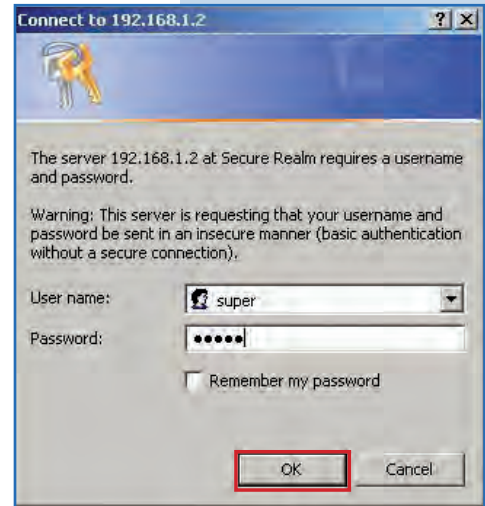 Connect to 192.168.1.2
The server 192.168.1.2 at Secure Realm requires a username
and password.
Warning: This server is requesting that your username and
password be sent in an insecure manner (basic authentication
without a secure connection).
User name:
super
Password:
•••••
Remember my password
OK
Cancel